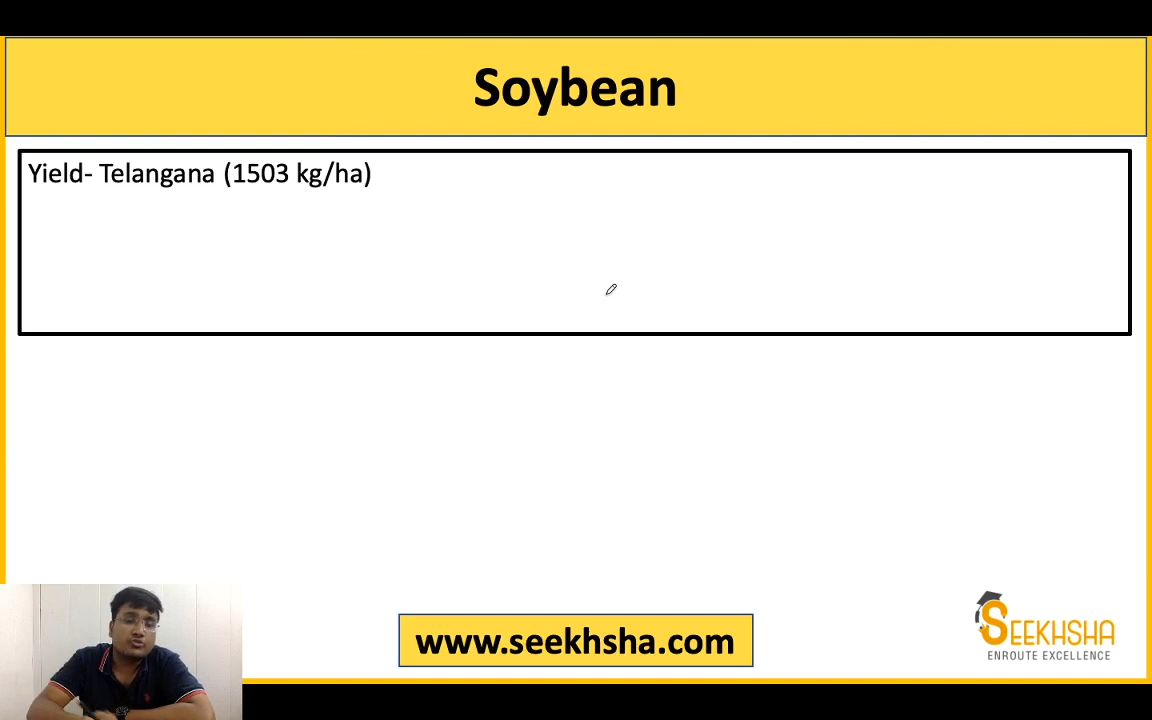 Soybean
Yield- Telangana (1503 kg/ha)
www.seekhsha.com
SEEKHSHA
ENROUTE EXCELLENCE